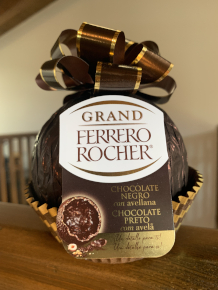 GRAND
FERRERO
ROCHER
CHOCOLATE
NEGRO
con avellana
CHOCOLATE
PRETO
com avelã